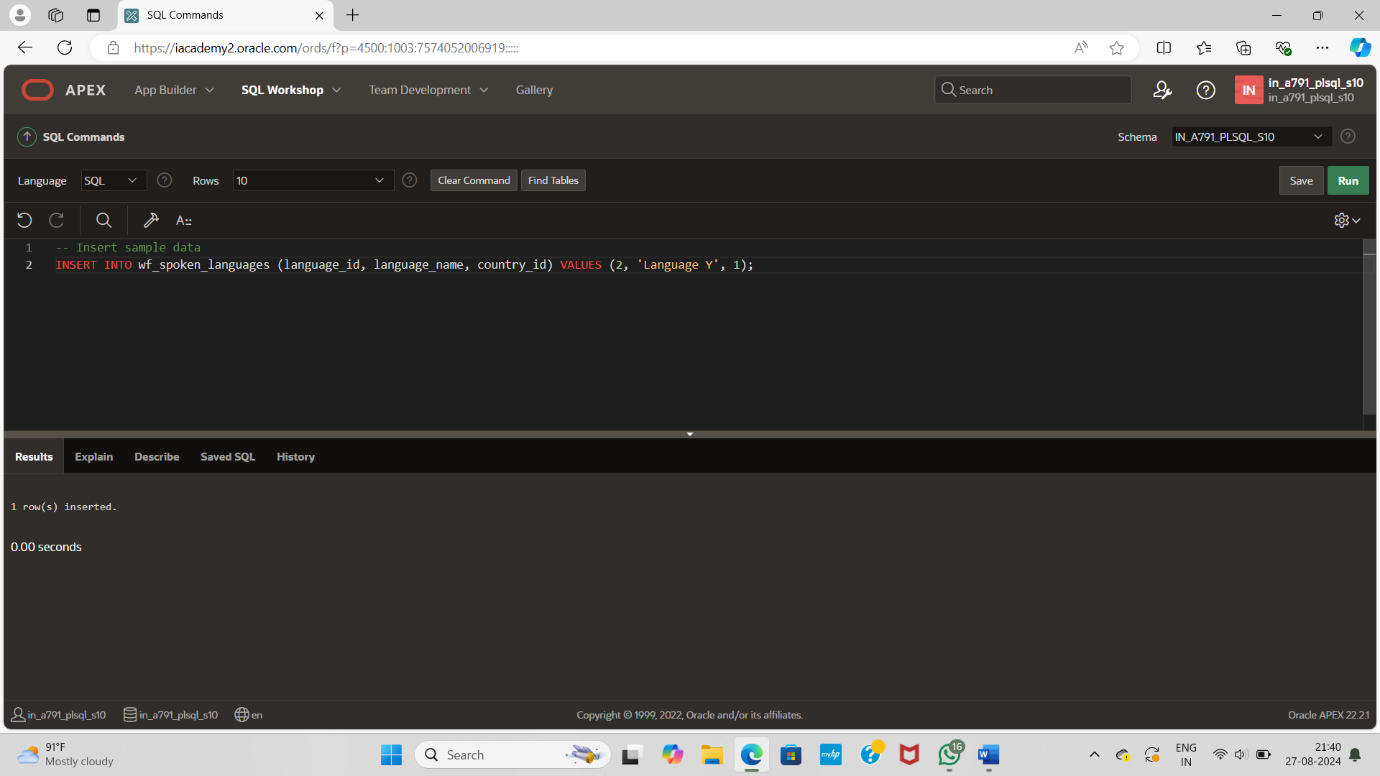 SQL Commands
https://iacademy2.oracle.com/ords/f?p=4500:1003:7574052006919:::::
APEX App Builder SQL Workshop Team Development Gallery Search IN in_a791_plsql_s10
in_a791_plsql_s10
SQL Commands Schema IN_A791_PLSQL_S10
Language SQL Rows 10 Clear Command Find Tables Save Run
A::
1 -- Insert sample data
2 INSERT INTO wf_spoken_languages (language_id, language_name, country_id) VALUES (2, 'Language Y', 1);
Results Explain Describe Saved SQL History
1 row(s) inserted.
0.00 seconds
in_a791_plsql_s10 in_a791_plsql_s10 en Copyright © 1999, 2022, Oracle and/or its affiliates. Oracle APEX 22.2.1
91°F
Mostly cloudy
Search
myhp
16
W
ENG
IN
21:40
27-08-2024